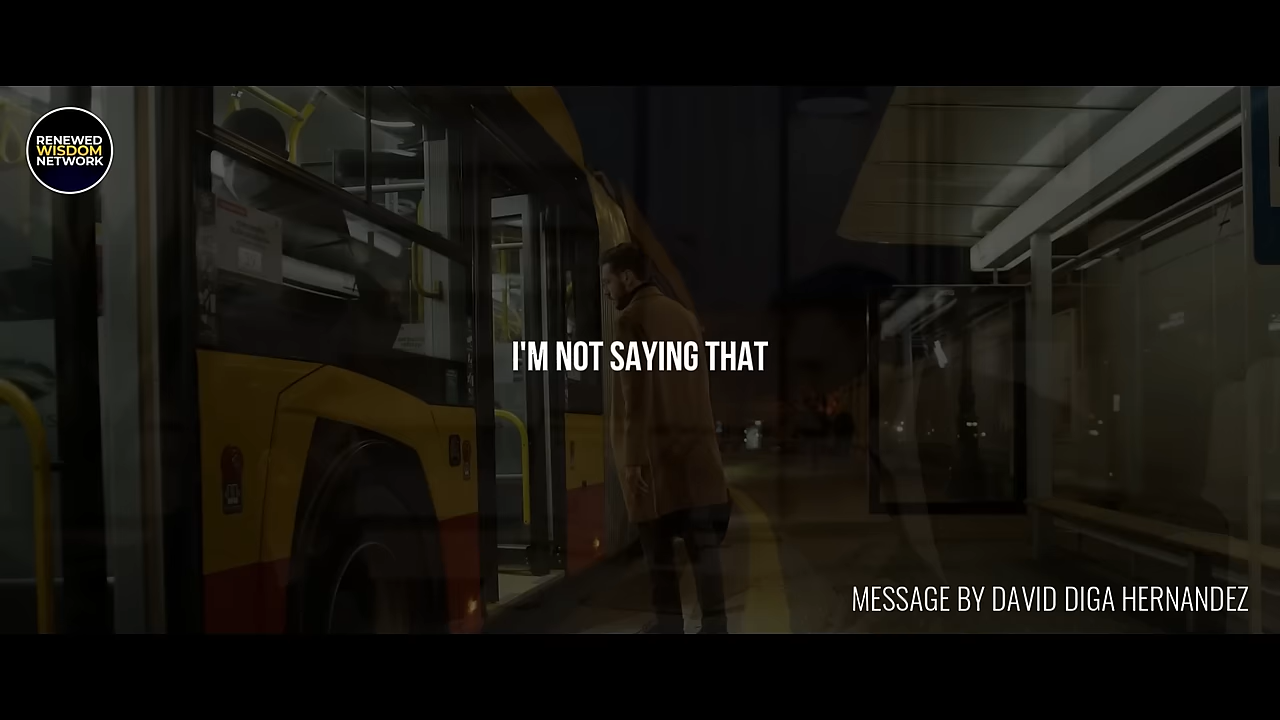 RENEWED
WISDOM
NETWORK
I'M NOT SAYING THAT
MESSAGE BY DAVID DIGA HERNANDEZ